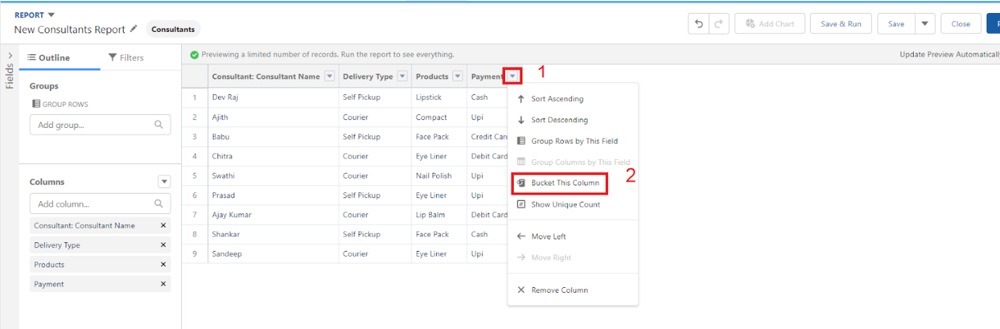 REPORT
New Consultants Report Consultants
Add Chart Save & Run Save Close
Fields
Outline Filters
Previewing a limited number of records. Run the report to see everything. Update Preview Automatically
Groups
GROUP ROWS
Add group...
Columns
Add column...
Consultant: Consultant Name
Delivery Type
Products
Payment
Consultant: Consultant Name Delivery Type Products Payment 1
1 Dev Raj Self Pickup Lipstick Cash
2 Ajith Courier Compact Upi
3 Babu Self Pickup Face Pack Credit Card
4 Chitra Courier Eye Liner Debit Card
5 Swathi Courier Nail Polish Upi
6 Prasad Self Pickup Eye Liner Upi
7 Ajay Kumar Courier Lip Balm Debit Card
8 Shankar Self Pickup Face Pack Cash
9 Sandeep Courier Eye Liner Upi
Sort Ascending
Sort Descending
Group Rows by This Field
Group Columns by This Field
Bucket This Column 2
Show Unique Count
Move Left
Move Right
Remove Column